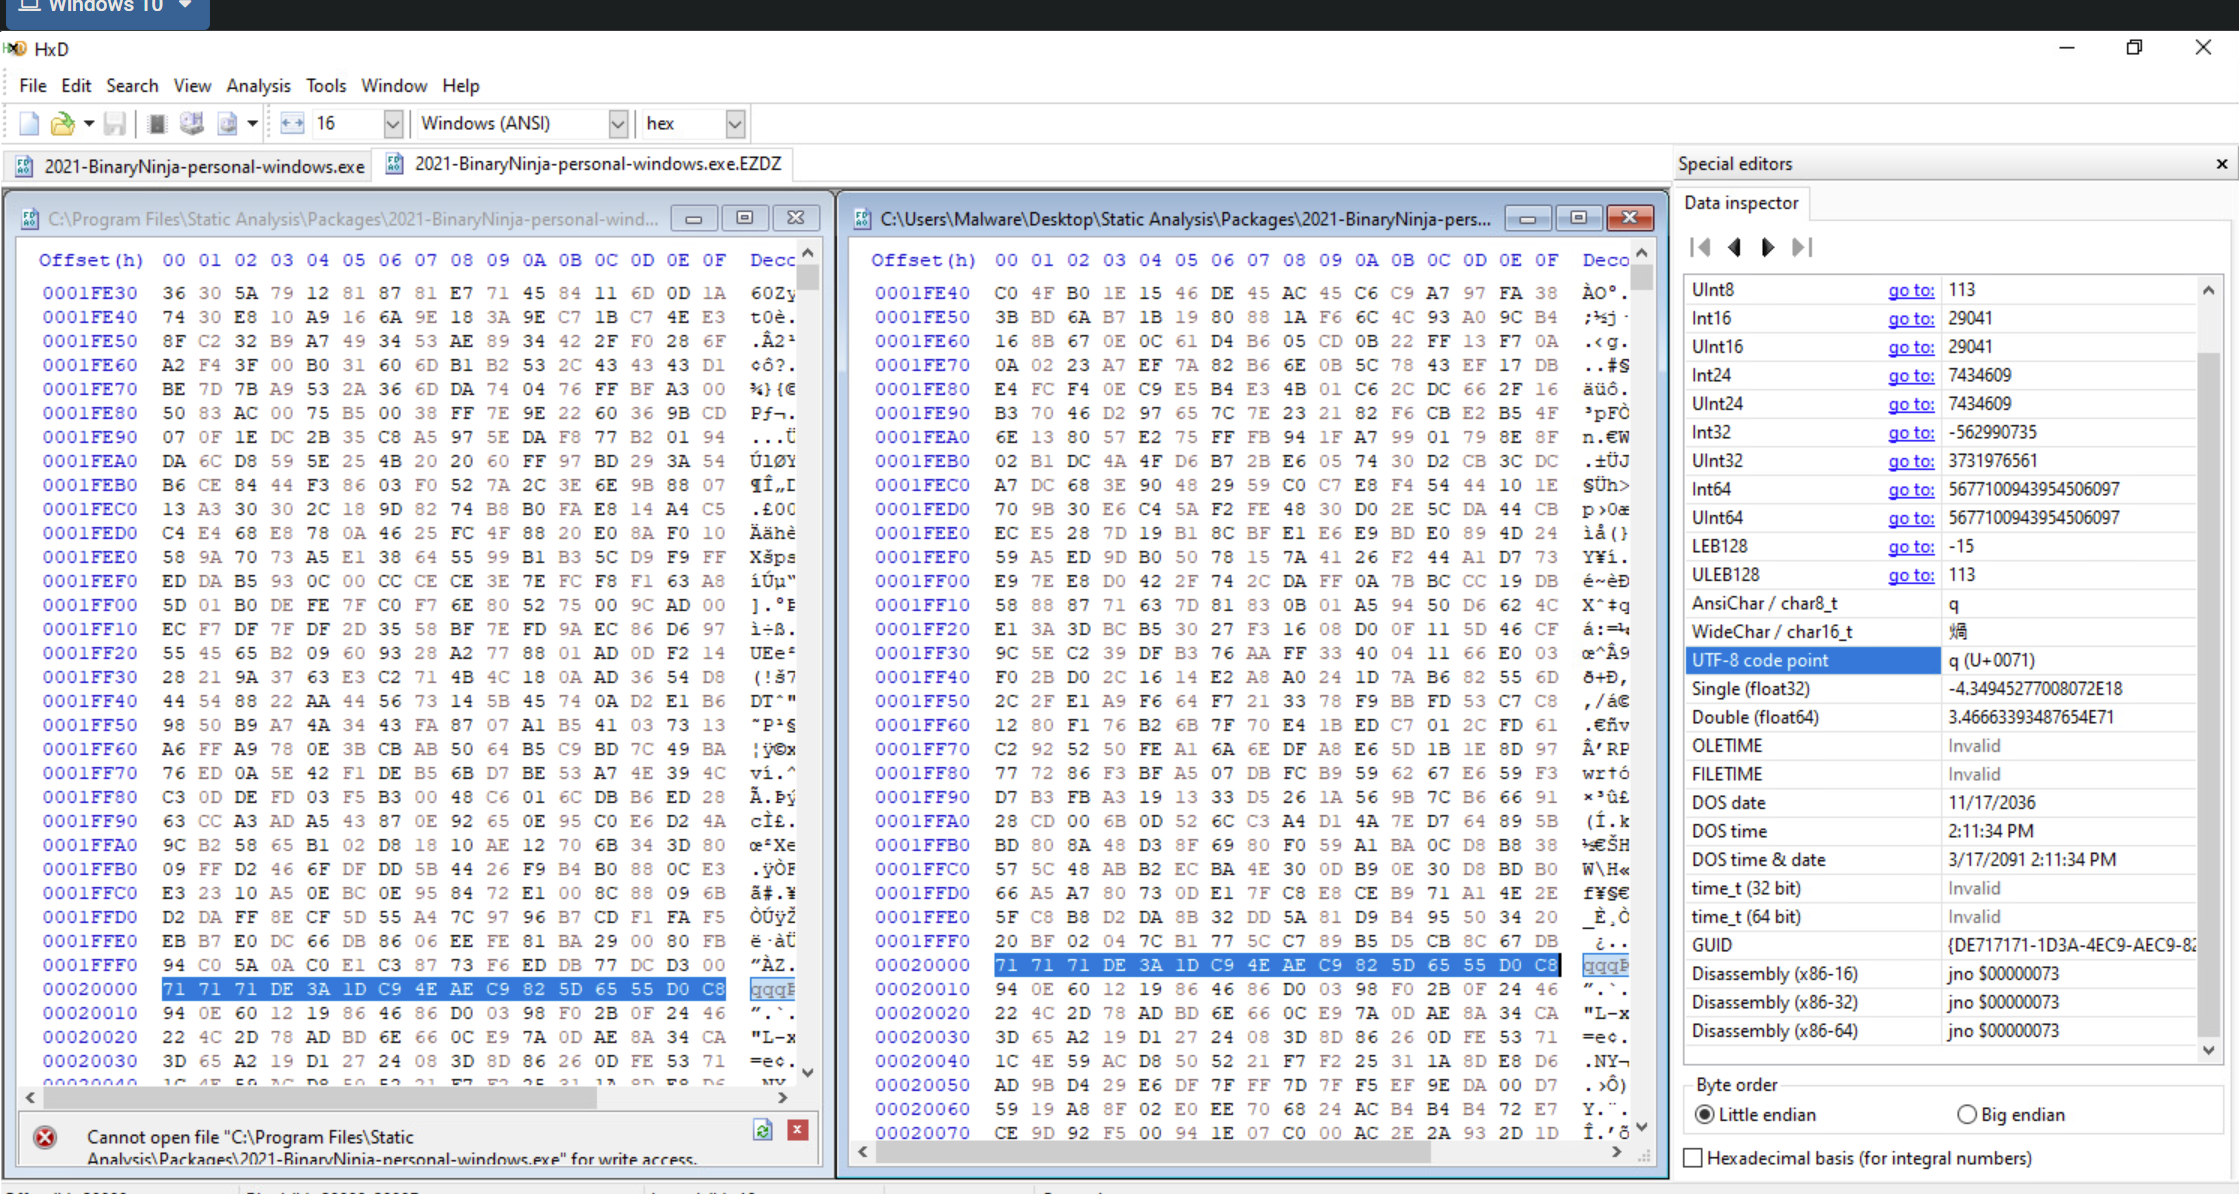 Windows 10
HxD
File Edit Search View Analysis Tools Window Help
16 Windows (ANSI) hex
2021-BinaryNinja-personal-windows.exe 2021-BinaryNinja-personal-windows.exe.EZDZ
C:\Program Files\Static Analysis\Packages\2021-BinaryNinja-personal-wind...
Offset(h) 00 01 02 03 04 05 06 07 08 09 0A 0B 0C 0D 0E 0F Deco
0001FE30 36 30 5A 79 12 81 87 81 E7 71 45 84 11 6D 0D 1A 60Zy
0001FE40 74 30 E8 10 A9 16 6A 9E 18 3A 9E C7 1B C7 4E E3 t0è.
0001FE50 8F C2 32 B9 A7 49 34 53 AE 89 34 42 2F F0 28 6F .Â2¹
0001FE60 A2 F4 3F 00 B0 31 60 6D B1 B2 53 2C 43 43 43 D1 ¢ô?.
0001FE70 BE 7D 7B A9 53 2A 36 6D DA 74 04 76 FF BF A3 00 ¾}{©
0001FE80 50 83 AC 00 75 B5 00 38 FF 7E 9E 22 60 36 9B CD Pƒ¬.
0001FE90 07 0F 1E DC 2B 35 C8 A5 97 5E DA F8 77 B2 01 94 ...Ü
0001FEA0 DA 6C D8 59 5E 25 4B 20 20 60 FF 97 BD 29 3A 54 ÚlØY
0001FEB0 B6 CE 84 44 F3 86 03 F0 52 7A 2C 3E 6E 9B 88 07 ¶Î„D
0001FEC0 13 A3 30 30 2C 18 9D 82 74 B8 B0 FA E8 14 A4 C5 .£00
0001FED0 C4 E4 68 E8 78 0A 46 25 FC 4F 88 20 E0 8A F0 10 Äähè
0001FEE0 58 9A 70 73 A5 E1 38 64 55 99 B1 B3 5C D9 F9 FF Xšps
0001FEF0 ED DA B5 93 0C 00 CC CE CE 3E 7E FC F8 F1 63 A8 íÚµ“
0001FF00 5D 01 B0 DE FE 7F C0 F7 6E 80 52 75 00 9C AD 00 ].°Þ
0001FF10 EC F7 DF 7F DF 2D 35 58 BF 7E FD 9A EC 86 D6 97 ì÷ß.
0001FF20 55 45 65 B2 09 60 93 28 A2 77 88 01 AD 0D F2 14 UEe²
0001FF30 28 21 9A 37 63 E3 C2 71 4B 4C 18 0A AD 36 54 D8 (!š7
0001FF40 44 54 88 22 AA 44 56 73 14 5B 45 74 0A D2 E1 B6 DTˆ"
0001FF50 98 50 B9 A7 4A 34 43 FA 87 07 A1 B5 41 03 73 13 ˜P¹§
0001FF60 A6 FF A9 78 0E 3B CB AB 50 64 B5 C9 BD 7C 49 BA ¦ÿ©x
0001FF70 76 ED 0A 5E 42 F1 DE B5 6B D7 BE 53 A7 4E 39 4C ví.^
0001FF80 C3 0D DE FD 03 F5 B3 00 48 C6 01 6C DB B6 ED 28 Ã.Þý
0001FF90 63 CC A3 AD A5 43 87 0E 92 65 0E 95 C0 E6 D2 4A cÌ£.
0001FFA0 9C B2 58 65 B1 02 D8 18 10 AE 12 70 6B 34 3D 80 œ²Xe
0001FFB0 09 FF D2 46 6F DF DD 5B 44 26 F9 B4 B0 88 0C E3 .ÿÒF
0001FFC0 E3 23 10 A5 0E BC 0E 95 84 72 E1 00 8C 88 09 6B ã#.¥
0001FFD0 D2 DA FF 8E CF 5D 55 A4 7C 97 96 B7 CD F1 FA F5 ÒÚÿŽ
0001FFE0 EB B7 E0 DC 66 DB 86 06 EE FE 81 BA 29 00 80 FB ë·àÜ
0001FFF0 94 C0 5A 0A C0 E1 C3 87 73 F6 ED DB 77 DC D3 00 ”ÀZ.
00020000 71 71 71 DE 3A 1D C9 4E AE C9 82 5D 65 55 D0 C8 qqqÞ
00020010 94 0E 60 12 19 86 46 86 D0 03 98 F0 2B 0F 24 46 ”.`.
00020020 22 4C 2D 78 AD BD 6E 66 0C E9 7A 0D AE 8A 34 CA "L-x
00020030 3D 65 A2 19 D1 27 24 08 3D 8D 86 26 0D FE 53 71 =e¢.
Cannot open file "C:\Program Files\Static
Analysis\Packages\2021-BinaryNinja-personal-windows.exe" for write access.
C:\Users\Malware\Desktop\Static Analysis\Packages\2021-BinaryNinja-pers...
Offset(h) 00 01 02 03 04 05 06 07 08 09 0A 0B 0C 0D 0E 0F Deco
0001FE40 C0 4F B0 1E 15 46 DE 45 AC 45 C6 C9 A7 97 FA 38 ÀO°.
0001FE50 3B BD 6A B7 1B 19 80 88 1A F6 6C 4C 93 A0 9C B4 ;½j·
0001FE60 16 8B 67 0E 0C 61 D4 B6 05 CD 0B 22 FF 13 F7 0A .‹g.
0001FE70 0A 02 23 A7 EF 7A 82 B6 6E 0B 5C 78 43 EF 17 DB ..#§
0001FE80 E4 FC F4 0E C9 E5 B4 E3 4B 01 C6 2C DC 66 2F 16 äüô.
0001FE90 B3 70 46 D2 97 65 7C 7E 23 21 82 F6 CB E2 B5 4F ³pFÒ
0001FEA0 6E 13 80 57 E2 75 FF FB 94 1F A7 99 01 79 8E 8F n.€W
0001FEB0 02 B1 DC 4A 4F D6 B7 2B E6 05 74 30 D2 CB 3C DC .±ÜJ
0001FEC0 A7 DC 68 3E 90 48 29 59 C0 C7 E8 F4 54 44 10 1E §Üh>
0001FED0 70 9B 30 E6 C4 5A F2 FE 48 30 D0 2E 5C DA 44 CB p›0æ
0001FEE0 EC E5 28 7D 19 B1 8C BF E1 E6 E9 BD E0 89 4D 24 ìå(}
0001FEF0 59 A5 ED 9D B0 50 78 15 7A 41 26 F2 44 A1 D7 73 Y¥í.
0001FF00 E9 7E E8 D0 42 2F 74 2C DA FF 0A 7B BC CC 19 DB é~èÐ
0001FF10 58 88 87 71 63 7D 81 83 0B 01 A5 94 50 D6 62 4C Xˆ‡q
0001FF20 E1 3A 3D BC B5 30 27 F3 16 08 D0 0F 11 5D 46 CF á:=¼
0001FF30 9C 5E C2 39 DF B3 76 AA FF 33 40 04 11 66 E0 03 œ^Â9
0001FF40 F0 2B D0 2C 16 14 E2 A8 A0 24 1D 7A B6 82 55 6D ð+Ð,
0001FF50 2C 2F E1 A9 F6 64 F7 21 33 78 F9 BB FD 53 C7 C8 ,/á©
0001FF60 12 80 F1 76 B2 6B 7F 70 E4 1B ED C7 01 2C FD 61 .€ñv
0001FF70 C2 92 52 50 FE A1 6A 6E DF A8 E6 5D 1B 1E 8D 97 Â’RP
0001FF80 77 72 86 F3 BF A5 07 DB FC B9 59 62 67 E6 59 F3 wr†ó
0001FF90 D7 B3 FB A3 19 13 33 D5 26 1A 56 9B 7C B6 66 91 ×³û£
0001FFA0 28 CD 00 6B 0D 52 6C C3 A4 D1 4A 7E D7 64 89 5B (Í.k
0001FFB0 BD 80 8A 48 D3 8F 69 80 F0 59 A1 BA 0C D8 B8 38 ½€ŠH
0001FFC0 57 5C 48 AB B2 EC BA 4E 30 0D B9 0E 30 D8 BD B0 W\H«
0001FFD0 66 A5 A7 80 73 0D E1 7F C8 E8 CE B9 71 A1 4E 2E f¥§€
0001FFE0 5F C8 B8 D2 DA 8B 32 DD 5A 81 D9 B4 95 50 34 20 _È¸Ò
0001FFF0 20 BF 02 04 7C B1 77 5C C7 89 B5 D5 CB 8C 67 DB ¿..
00020000 71 71 71 DE 3A 1D C9 4E AE C9 82 5D 65 55 D0 C8 qqqÞ
00020010 94 0E 60 12 19 86 46 86 D0 03 98 F0 2B 0F 24 46 ”.`.
00020020 22 4C 2D 78 AD BD 6E 66 0C E9 7A 0D AE 8A 34 CA "L-x
00020030 3D 65 A2 19 D1 27 24 08 3D 8D 86 26 0D FE 53 71 =e¢.
00020040 1C 4E 59 AC D8 50 52 21 F7 F2 25 31 1A 8D E8 D6 .NY¬
00020050 AD 9B D4 29 E6 DF 7F FF 7D 7F F5 EF 9E DA 00 D7 .›Ô)
00020060 59 19 A8 8F 02 E0 EE 70 68 24 AC B4 B4 B4 72 E7 Y.¨.
00020070 CE 9D 92 F5 00 94 1E 07 C0 00 AC 2E 2A 93 2D 1D Î.’õ
Special editors
Data inspector
UInt8 go to: 113
Int16 go to: 29041
UInt16 go to: 29041
Int24 go to: 7434609
UInt24 go to: 7434609
Int32 go to: -562990735
UInt32 go to: 3731976561
Int64 go to: 5677100943954506097
UInt64 go to: 5677100943954506097
LEB128 go to: -15
ULEB128 go to: 113
AnsiChar / char8_t q
WideChar / char16_t 煱
UTF-8 code point q (U+0071)
Single (float32) -4.34945277008072E18
Double (float64) 3.46663393487654E71
OLETIME Invalid
FILETIME Invalid
DOS date 11/17/2036
DOS time 2:11:34 PM
DOS time & date 3/17/2091 2:11:34 PM
time_t (32 bit) Invalid
time_t (64 bit) Invalid
GUID {DE717171-1D3A-4EC9-AEC9-82
Disassembly (x86-16) jno $00000073
Disassembly (x86-32) jno $00000073
Disassembly (x86-64) jno $00000073
Byte order
Little endian Big endian
Hexadecimal basis (for integral numbers)